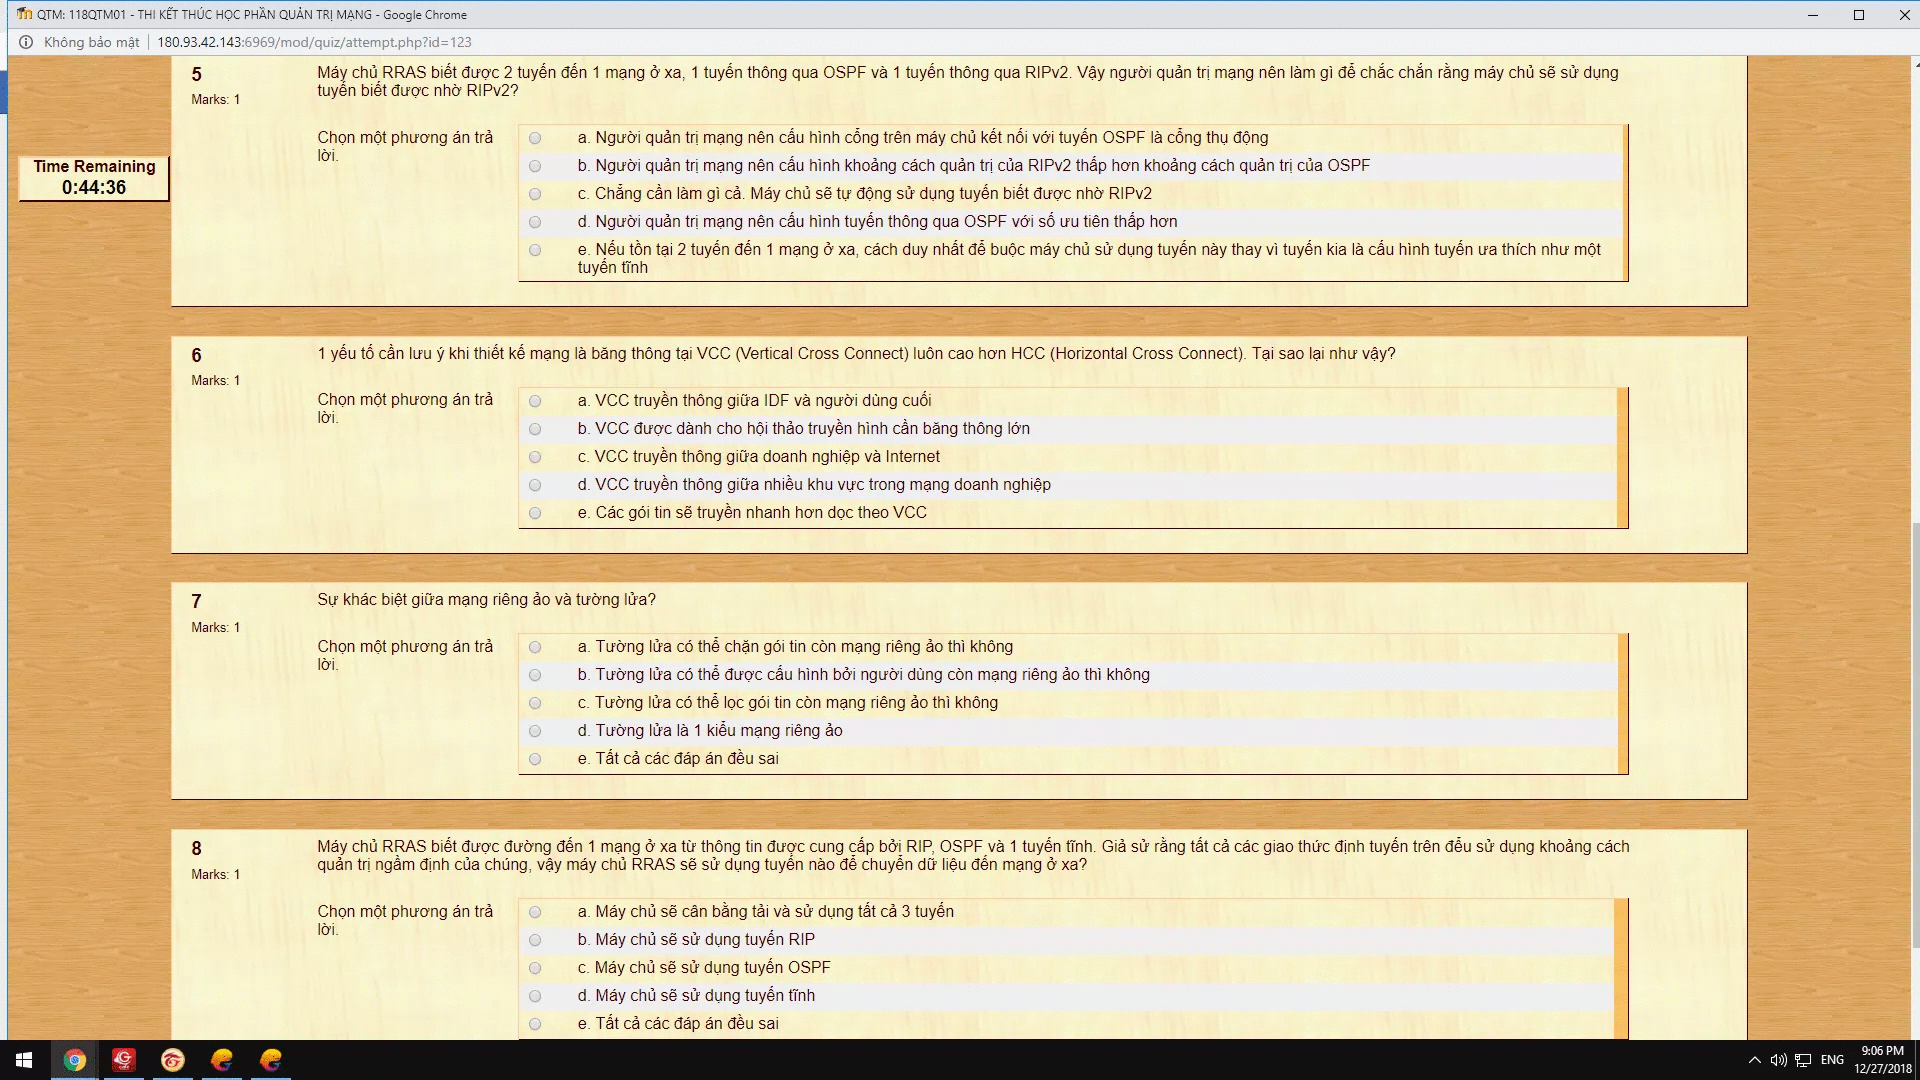 QTM: 118QTM01 - THI KẾT THÚC HỌC PHẦN QUẢN TRỊ MẠNG - Google Chrome
Không bảo mật | 180.93.42.143:6969/mod/quiz/attempt.php?id=123
Time Remaining
0:44:36
5
Marks: 1
Máy chủ RRAS biết được 2 tuyến đến 1 mạng ở xa, 1 tuyến thông qua OSPF và 1 tuyến thông qua RIPv2. Vậy người quản trị mạng nên làm gì để chắc chắn rằng máy chủ sẽ sử dụng
tuyến biết được nhờ RIPv2?
Chọn một phương án trả
lời.
a. Người quản trị mạng nên cấu hình cổng trên máy chủ kết nối với tuyến OSPF là cổng thụ động
b. Người quản trị mạng nên cấu hình khoảng cách quản trị của RIPv2 thấp hơn khoảng cách quản trị của OSPF
c. Chẳng cần làm gì cả. Máy chủ sẽ tự động sử dụng tuyến biết được nhờ RIPv2
d. Người quản trị mạng nên cấu hình tuyến thông qua OSPF với số ưu tiên thấp hơn
e. Nếu tồn tại 2 tuyến đến 1 mạng ở xa, cách duy nhất để buộc máy chủ sử dụng tuyến này thay vì tuyến kia là cấu hình tuyến ưa thích như một
tuyến tĩnh
6
Marks: 1
1 yếu tố cần lưu ý khi thiết kế mạng là băng thông tại VCC (Vertical Cross Connect) luôn cao hơn HCC (Horizontal Cross Connect). Tại sao lại như vậy?
Chọn một phương án trả
lời.
a. VCC truyền thông giữa IDF và người dùng cuối
b. VCC được dành cho hội thảo truyền hình cần băng thông lớn
c. VCC truyền thông giữa doanh nghiệp và Internet
d. VCC truyền thông giữa nhiều khu vực trong mạng doanh nghiệp
e. Các gói tin sẽ truyền nhanh hơn dọc theo VCC
7
Marks: 1
Sự khác biệt giữa mạng riêng ảo và tường lửa?
Chọn một phương án trả
lời.
a. Tường lửa có thể chặn gói tin còn mạng riêng ảo thì không
b. Tường lửa có thể được cấu hình bởi người dùng còn mạng riêng ảo thì không
c. Tường lửa có thể lọc gói tin còn mạng riêng ảo thì không
d. Tường lửa là 1 kiểu mạng riêng ảo
e. Tất cả các đáp án đều sai
8
Marks: 1
Máy chủ RRAS biết được đường đến 1 mạng ở xa từ thông tin được cung cấp bởi RIP, OSPF và 1 tuyến tĩnh. Giả sử rằng tất cả các giao thức định tuyến trên đều sử dụng khoảng cách
quản trị ngầm định của chúng, vậy máy chủ RRAS sẽ sử dụng tuyến nào để chuyển dữ liệu đến mạng ở xa?
Chọn một phương án trả
lời.
a. Máy chủ sẽ cân bằng tải và sử dụng tất cả 3 tuyến
b. Máy chủ sẽ sử dụng tuyến RIP
c. Máy chủ sẽ sử dụng tuyến OSPF
d. Máy chủ sẽ sử dụng tuyến tĩnh
e. Tất cả các đáp án đều sai
ENG
9:06 PM
12/27/2018